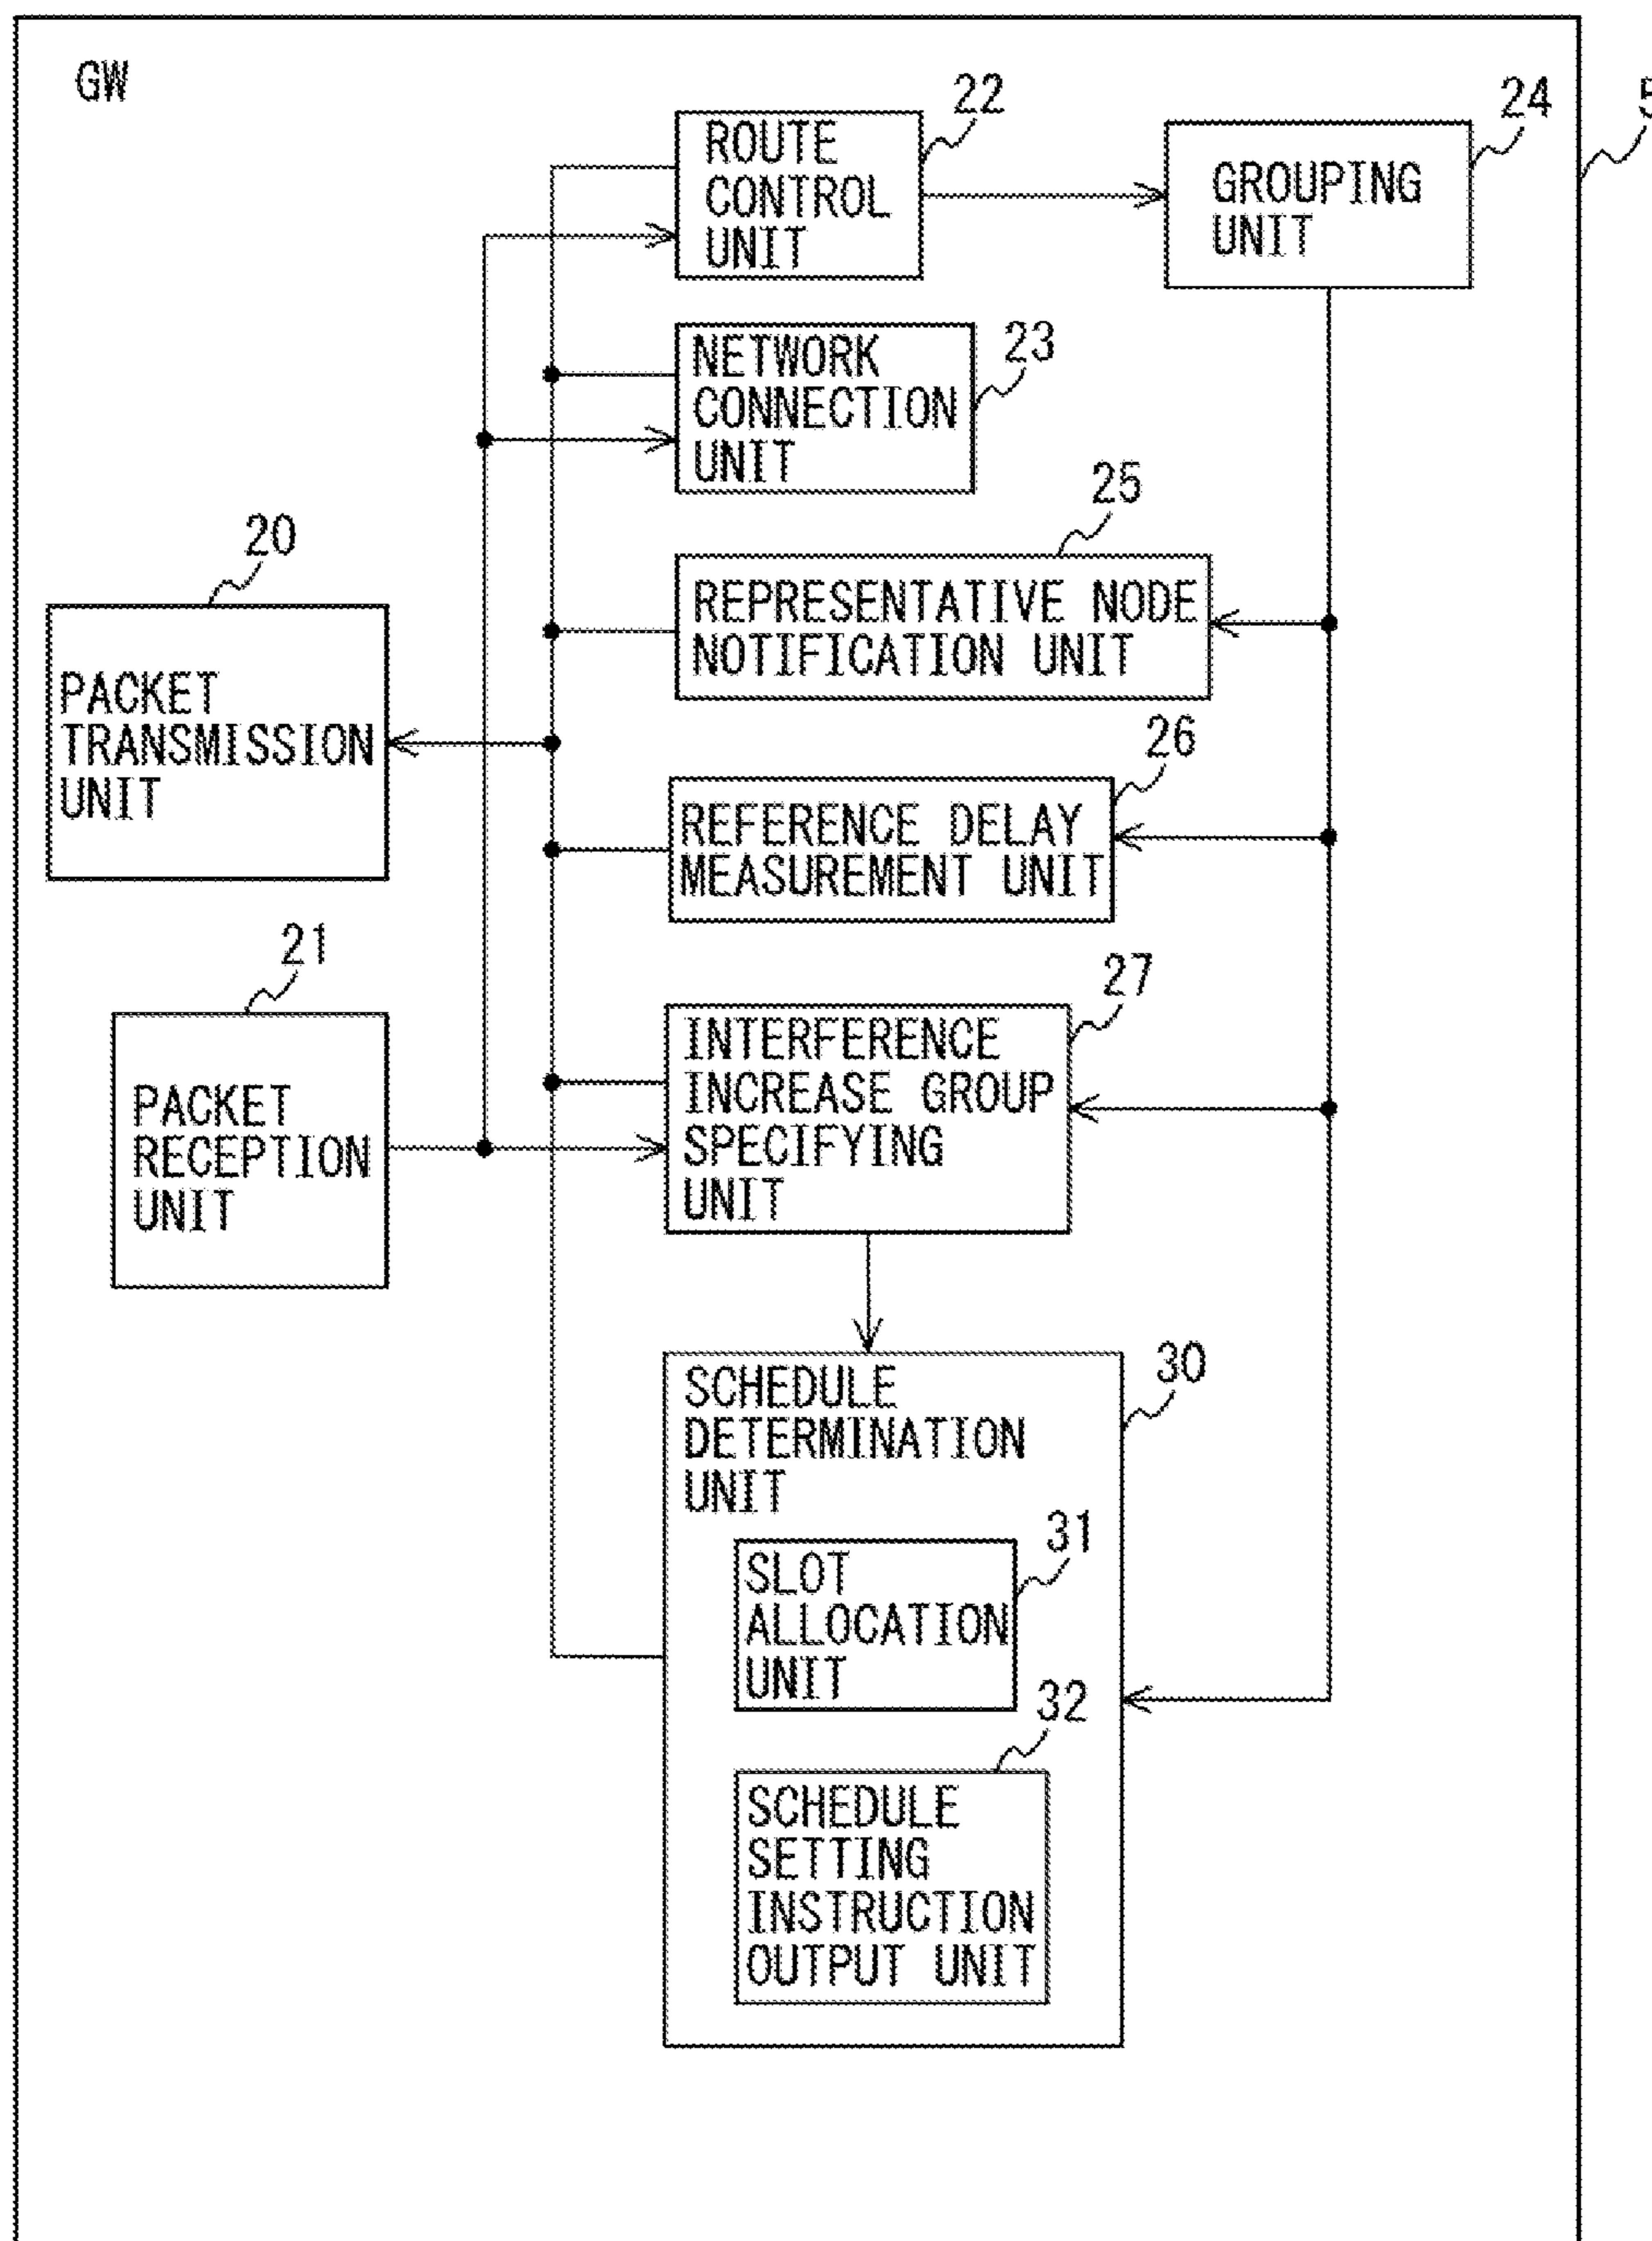 GW
5
22
ROUTE
CONTROL
UNIT
24
GROUPING
UNIT
23
NETWORK
CONNECTION
UNIT
25
REPRESENTATIVE NODE
NOTIFICATION UNIT
20
PACKET
TRANSMISSION
UNIT
26
REFERENCE DELAY
MEASUREMENT UNIT
21
PACKET
RECEPTION
UNIT
27
INTERFERENCE
INCREASE GROUP
SPECIFYING
UNIT
30
SCHEDULE
DETERMINATION
UNIT
31
SLOT
ALLOCATION
UNIT
32
SCHEDULE
SETTING
INSTRUCTION
OUTPUT UNIT